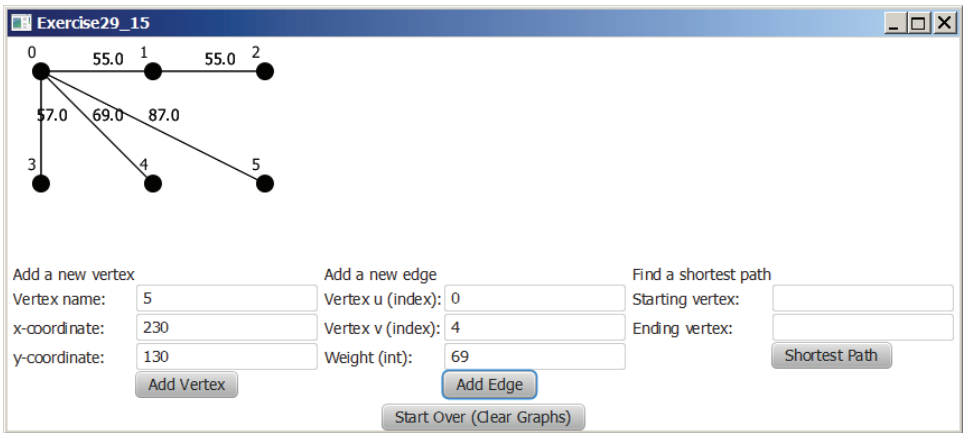 Exercise29_15
0 55.0 1 55.0 2
57.0 69.0 87.0
3 4 5
Add a new vertex Add a new edge Find a shortest path
Vertex name: 5 Vertex u (index): 0 Starting vertex:
x-coordinate: 230 Vertex v (index): 4 Ending vertex:
y-coordinate: 130 Weight (int): 69 Shortest Path
Add Vertex Add Edge
Start Over (Clear Graphs)